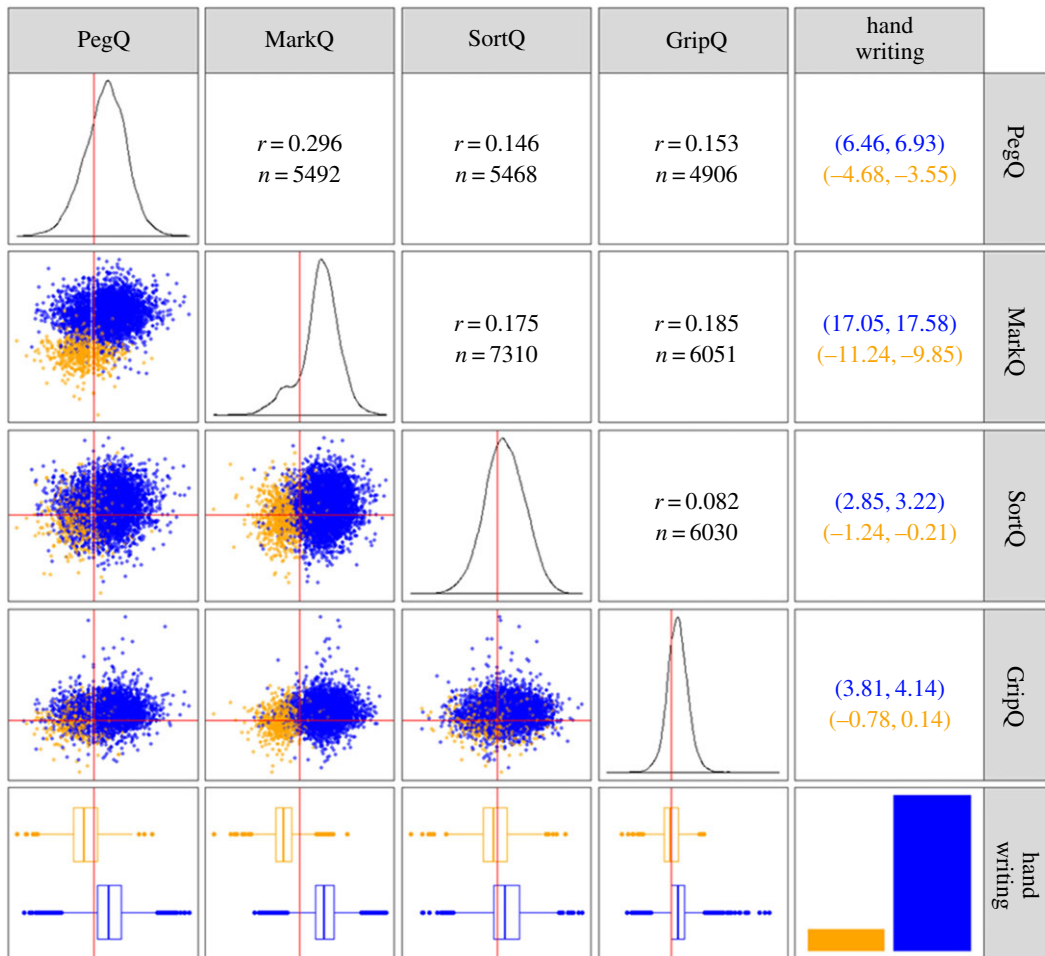 PegQ
MarkQ
SortQ
GripQ
hand
writing
r = 0.296
n = 5492
r = 0.146
n = 5468
r = 0.153
n = 4906
(6.46, 6.93)
(–4.68, –3.55)
PegQ
r = 0.175
n = 7310
r = 0.185
n = 6051
(17.05, 17.58)
(–11.24, –9.85)
MarkQ
r = 0.082
n = 6030
(2.85, 3.22)
(–1.24, –0.21)
SortQ
(3.81, 4.14)
(–0.78, 0.14)
GripQ
hand
writing